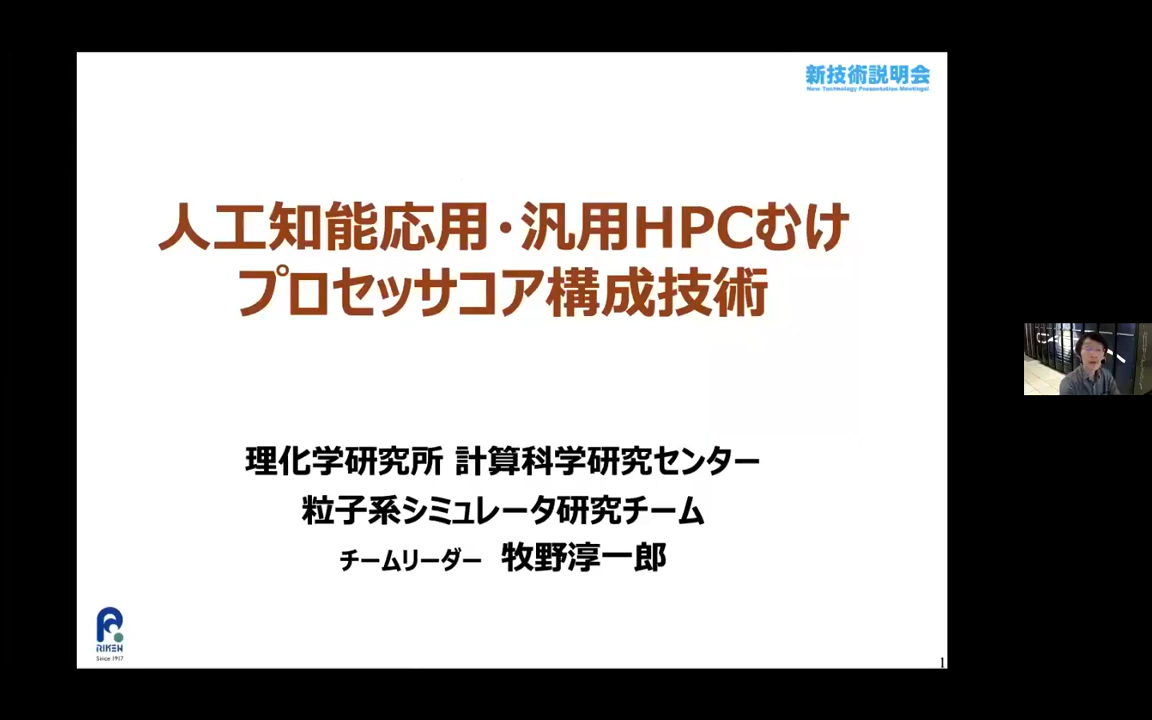 新技術説明会
New Technology Presentation Meetings!
人工知能応用・汎用HPCむけ
プロセッサコア構成技術
理化学研究所 計算科学研究センター
粒子系シミュレータ研究チーム
チームリーダー 牧野淳一郎
RIKEN
Since 1917
1